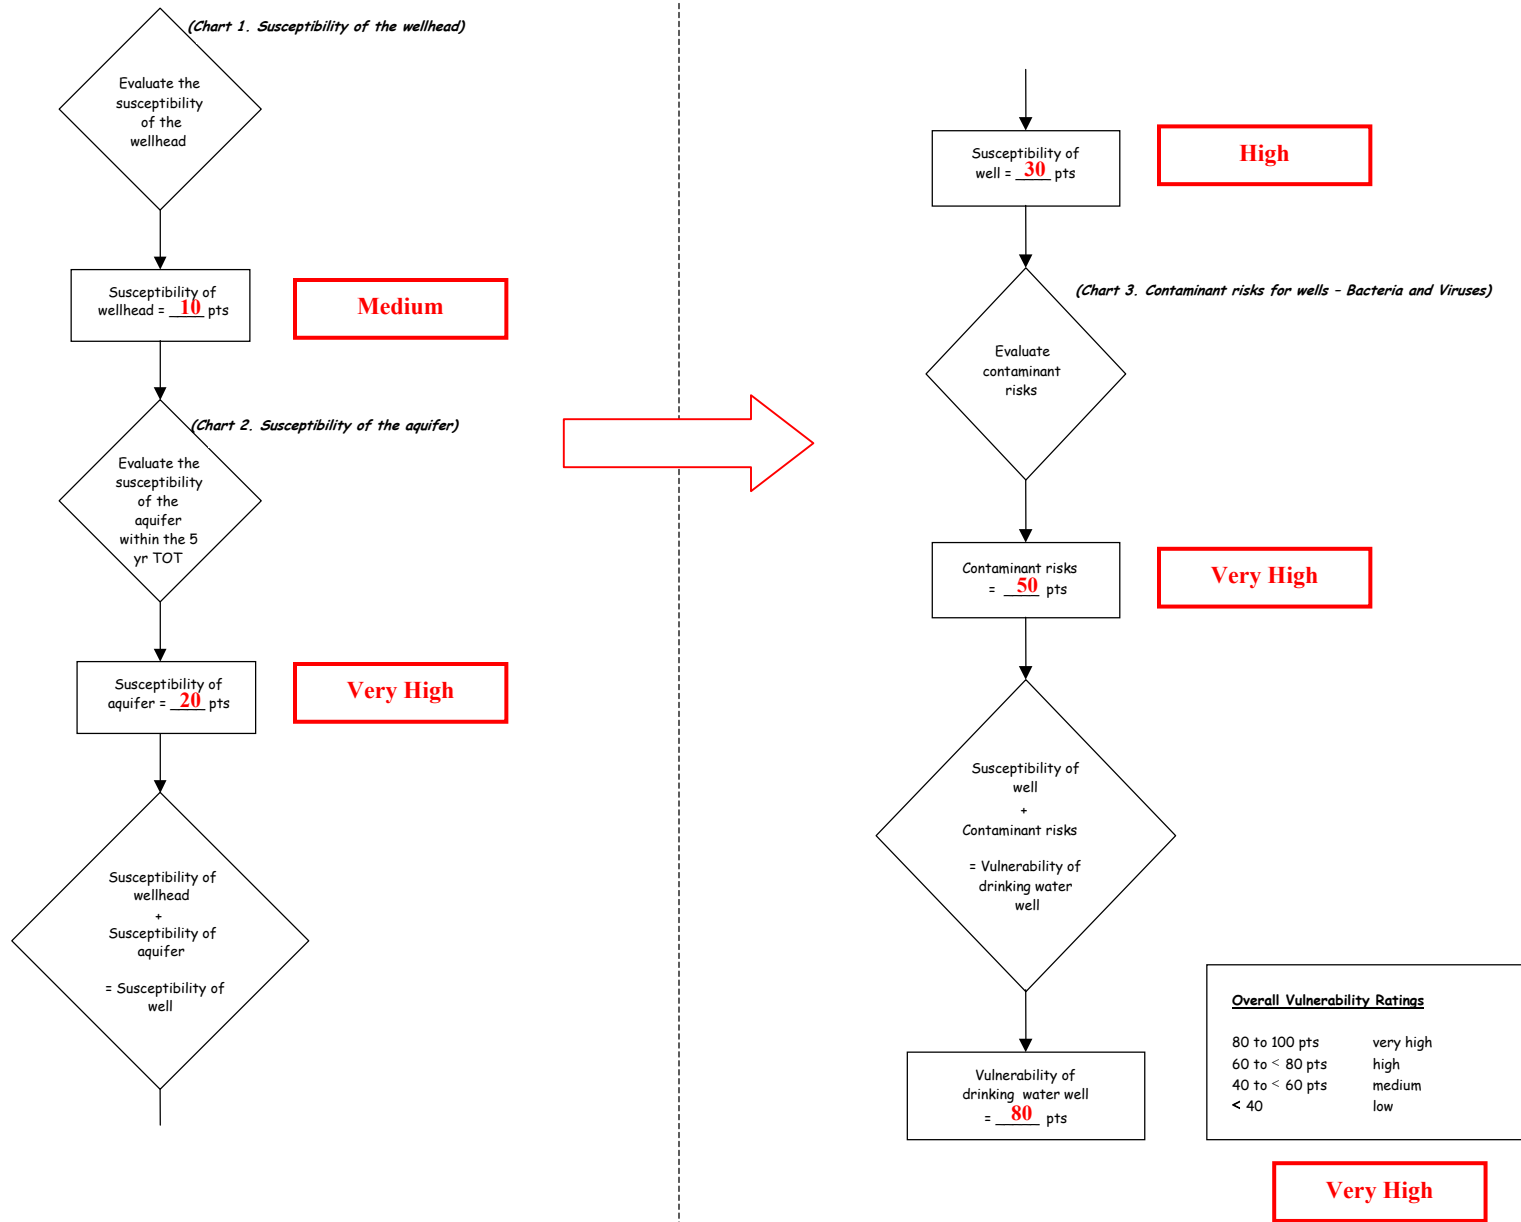 (Chart 1. Susceptibility of the wellhead)
Evaluate the
susceptibility
of the
wellhead
Susceptibility of
wellhead = 10 pts
Medium
(Chart 2. Susceptibility of the aquifer)
Evaluate the
susceptibility
of the
aquifer
within the 5
yr TOT
Susceptibility of
aquifer = 20 pts
Very High
Susceptibility of
wellhead
+
Susceptibility of
aquifer
= Susceptibility of
well
Susceptibility of
well = 30 pts
High
(Chart 3. Contaminant risks for wells - Bacteria and Viruses)
Evaluate
contaminant
risks
Contaminant risks
= 50 pts
Very High
Susceptibility of
well
+
Contaminant risks
= Vulnerability of
drinking water
well
Vulnerability of
drinking water well
= 80 pts
Overall Vulnerability Ratings
80 to 100 pts very high
60 to < 80 pts high
40 to < 60 pts medium
< 40 low
Very High